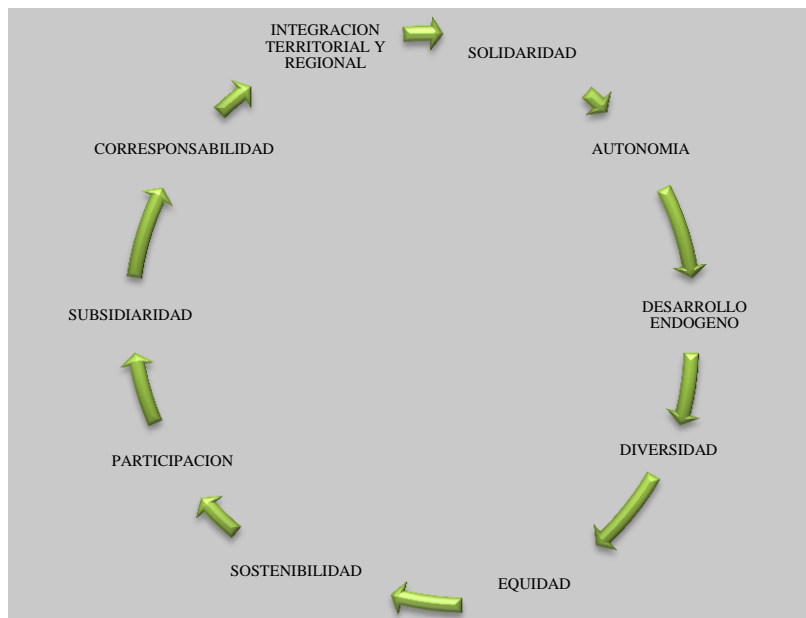 INTEGRACION
TERRITORIAL Y
REGIONAL
SOLIDARIDAD
AUTONOMIA
DESARROLLO
ENDOGENO
DIVERSIDAD
EQUIDAD
SOSTENIBILIDAD
PARTICIPACION
SUBSIDIARIDAD
CORRESPONSABILIDAD